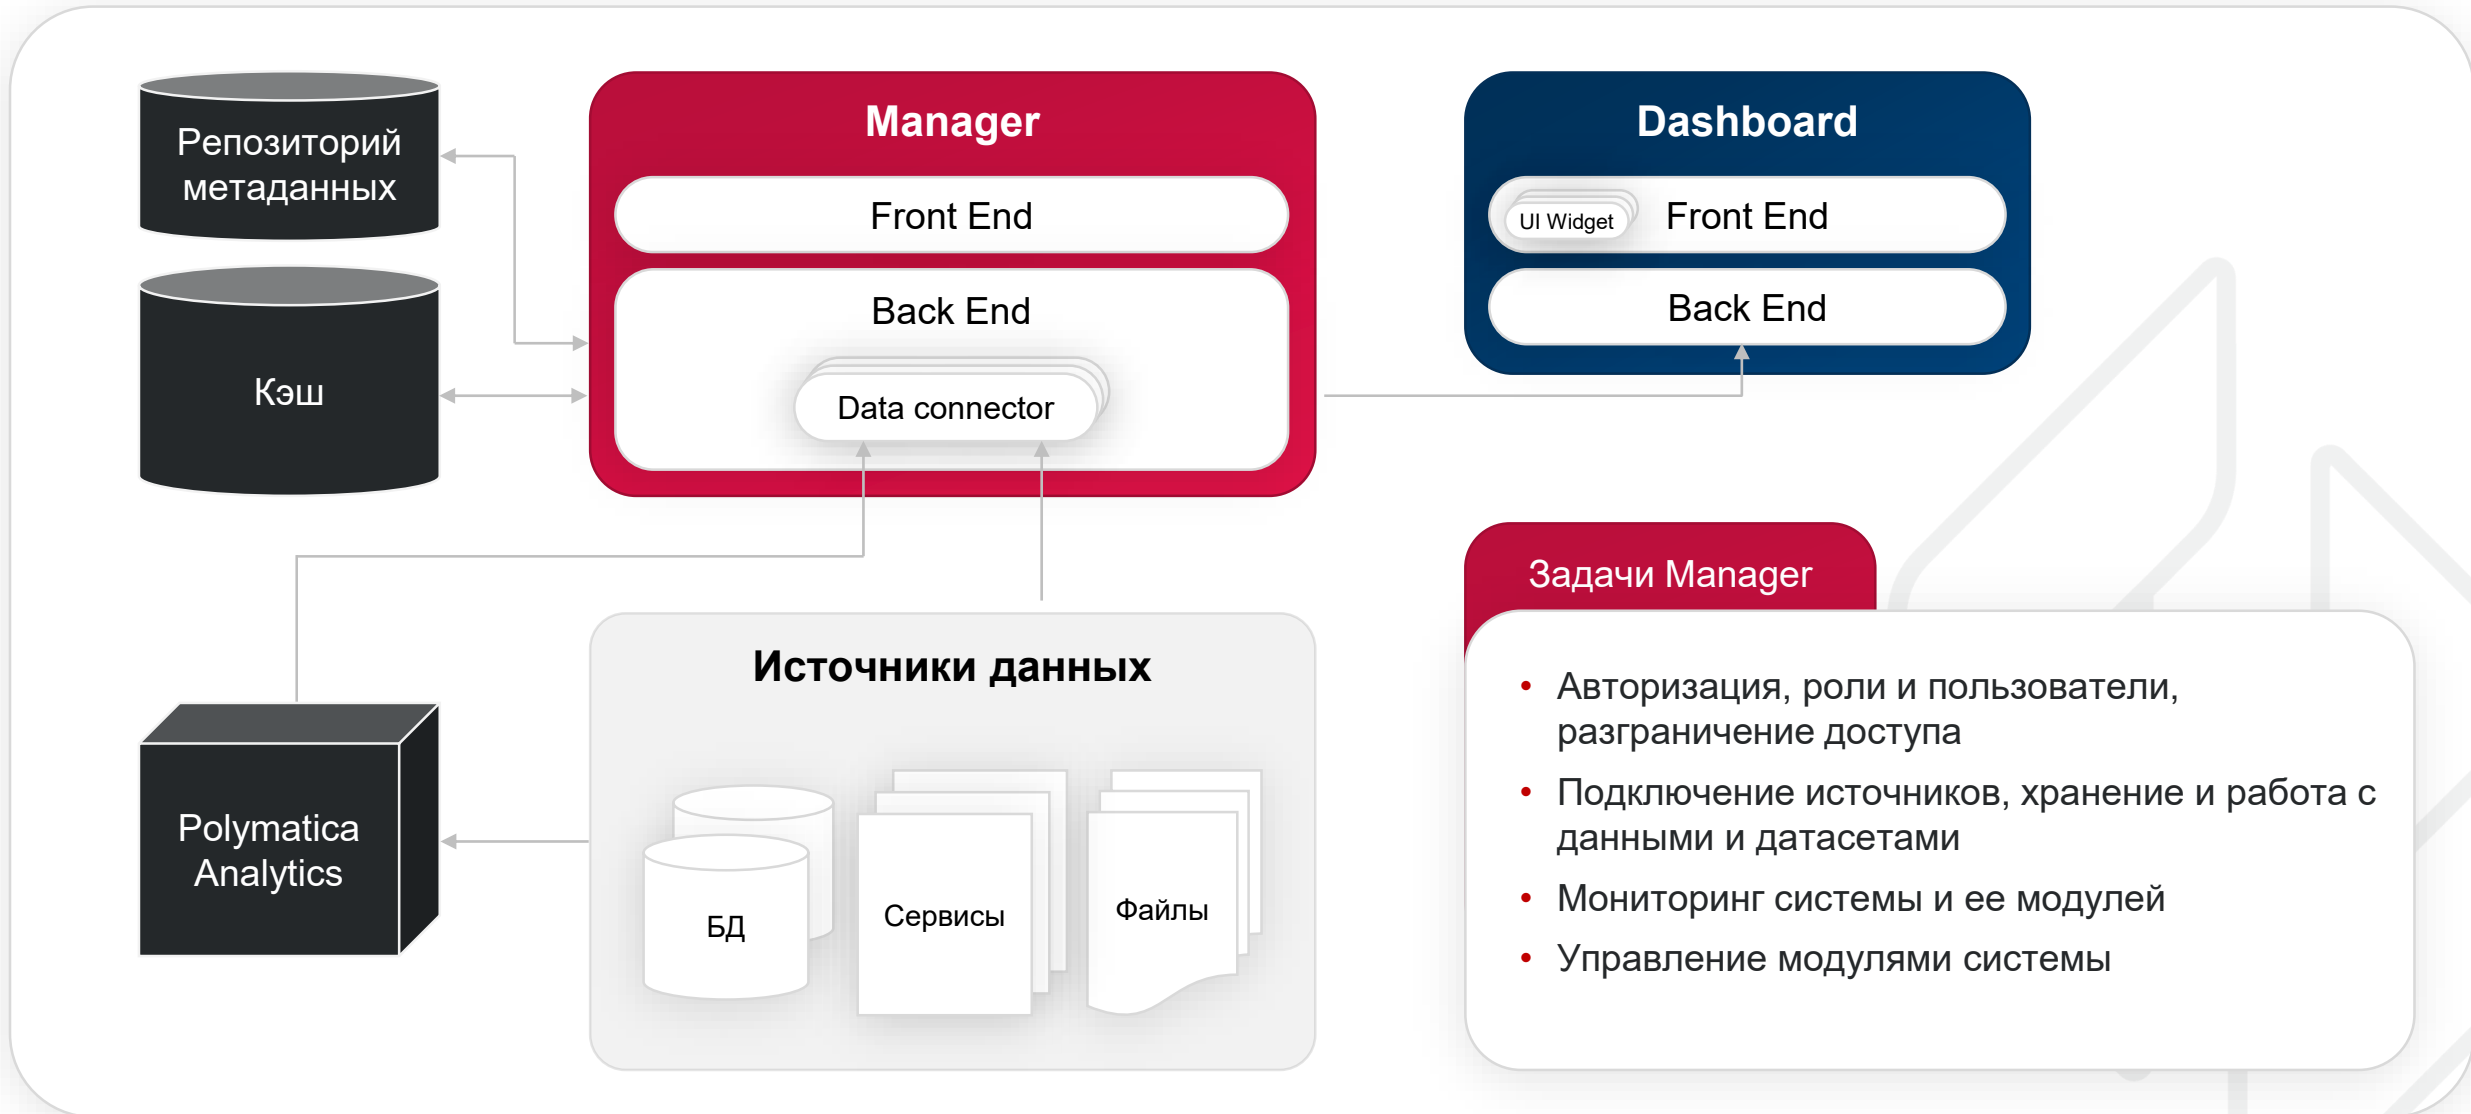 Репозиторий
метаданных
Кэш
Manager
Front End
Back End
Data connector
Dashboard
UI Widget
Front End
Back End
Polymatica
Analytics
Источники данных
БД
Сервисы
Файлы
Задачи Manager
• Авторизация, роли и пользователи,
разграничение доступа
• Подключение источников, хранение и работа с
данными и датасетами
• Мониторинг системы и ее модулей
• Управление модулями системы